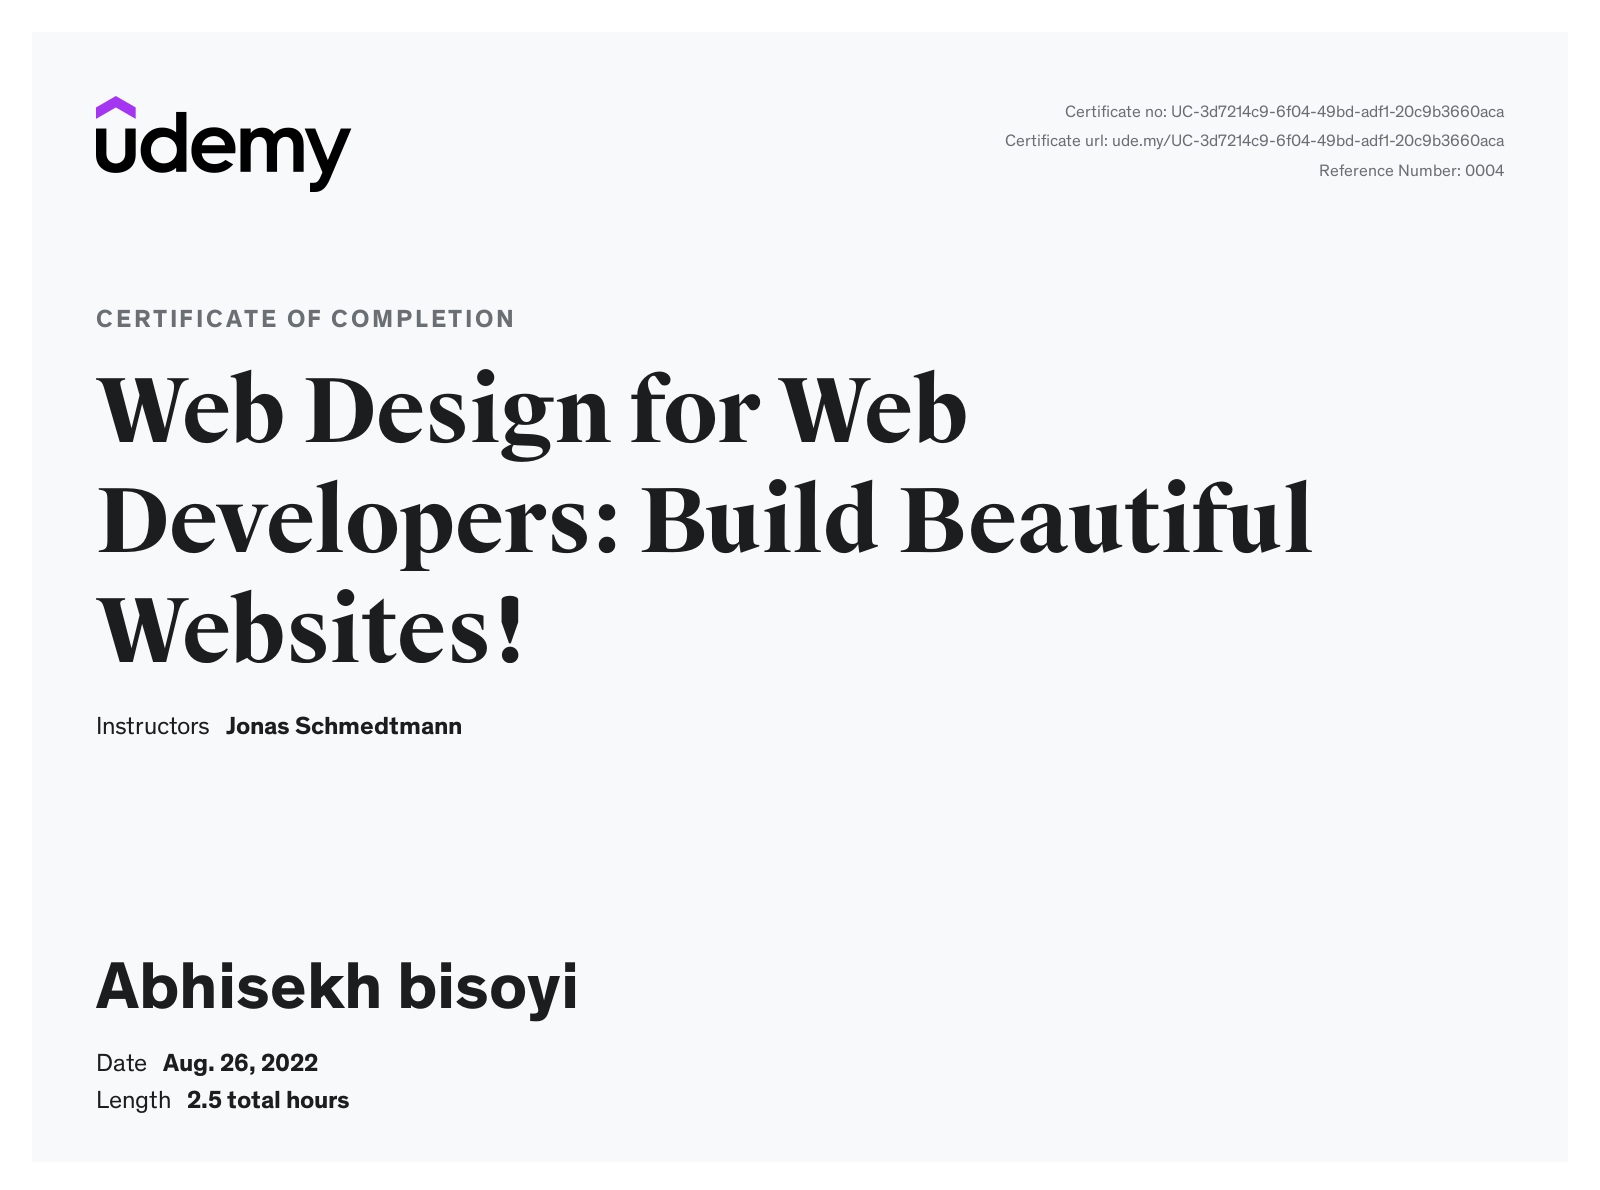 udemy
Certificate no: UC-3d7214c9-6f04-49bd-adf1-20c9b3660aca
Certificate url: ude.my/UC-3d7214c9-6f04-49bd-adf1-20c9b3660aca
Reference Number: 0004
CERTIFICATE OF COMPLETION
Web Design for Web
Developers: Build Beautiful
Websites!
Instructors Jonas Schmedtmann
Abhisekh bisoyi
Date Aug. 26, 2022
Length 2.5 total hours